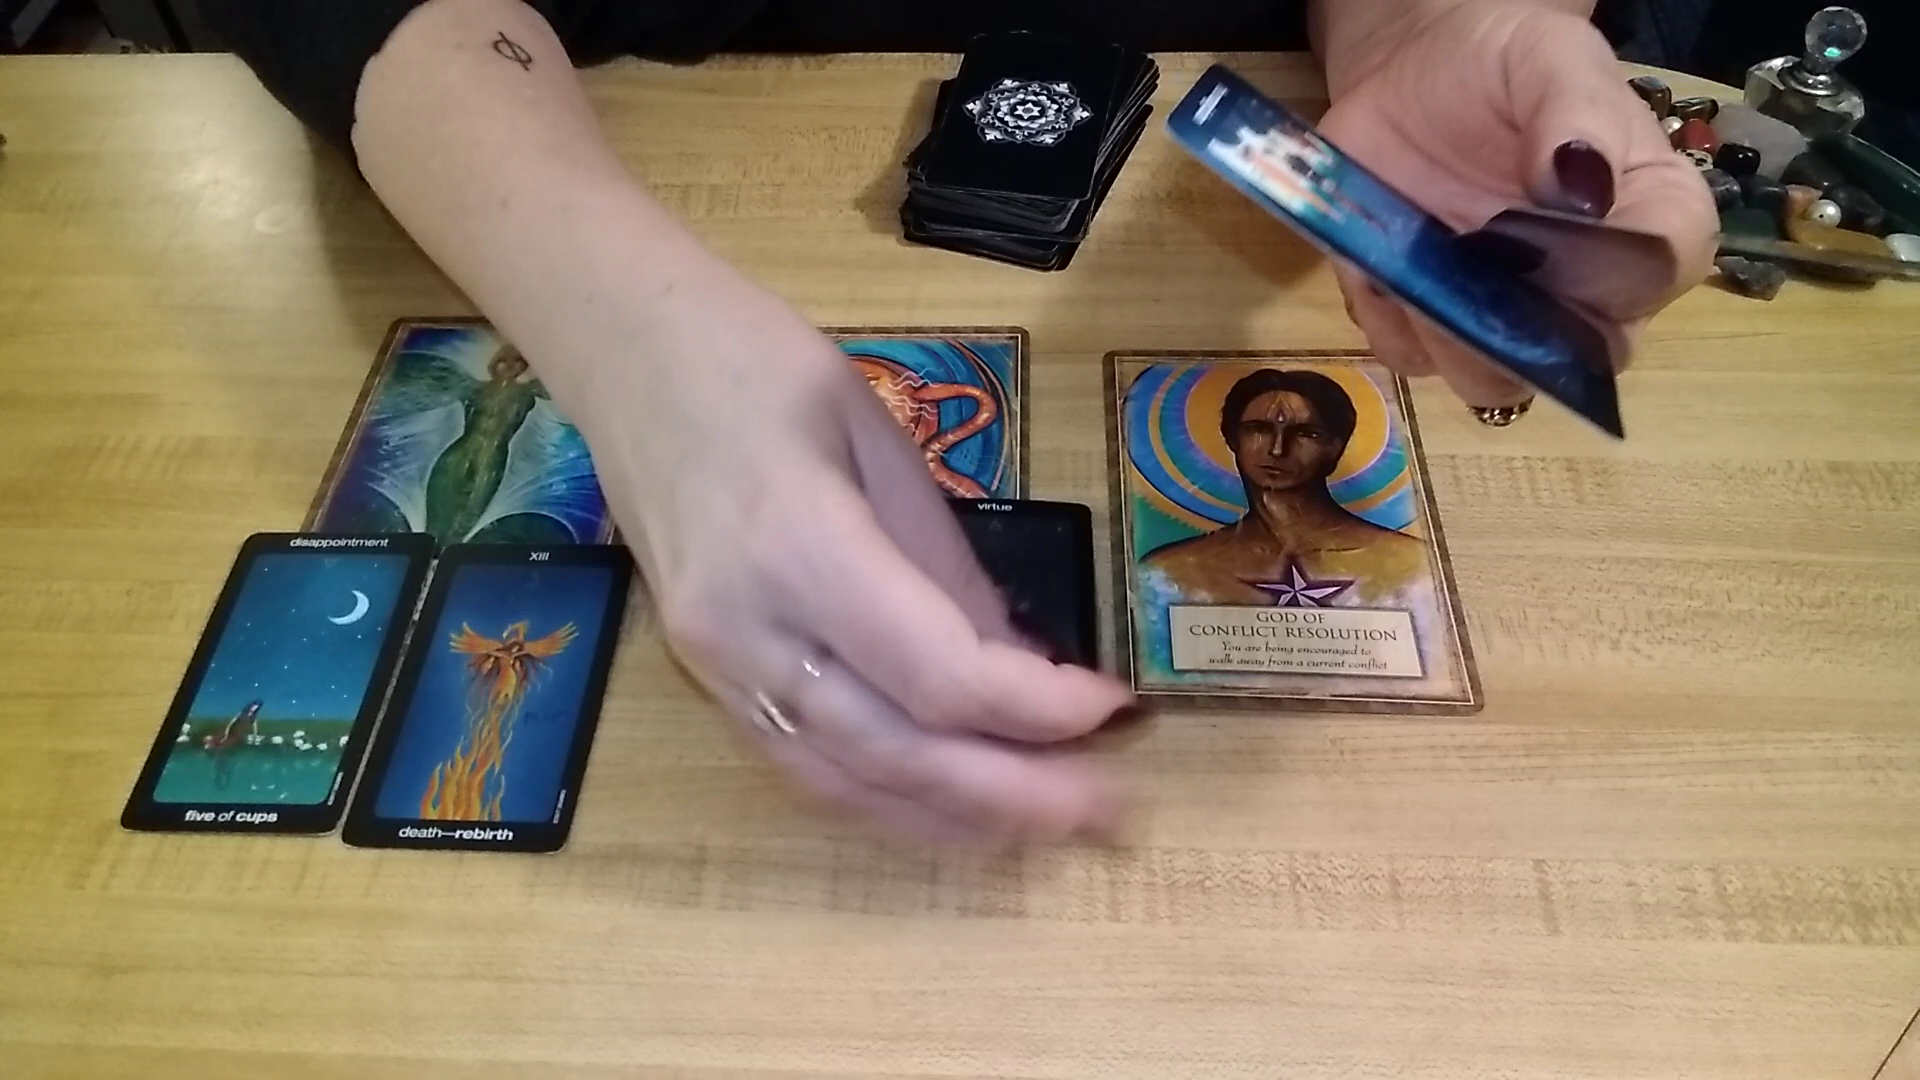 disappointment
five of cups
XIII
death—rebirth
virtue
GOD OF
CONFLICT RESOLUTION
You are being encouraged to
walk away from a current conflict